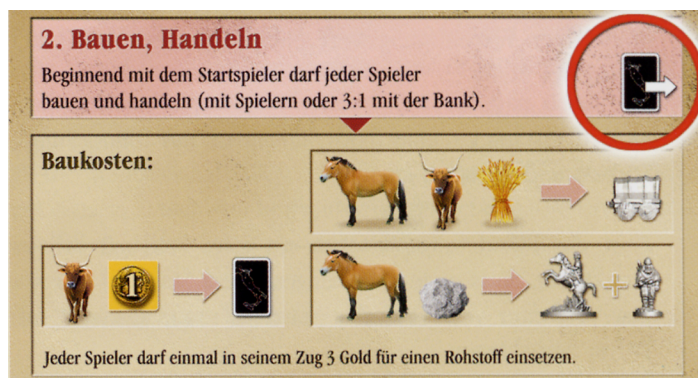 2. Bauen, Handeln
Beginnend mit dem Startspieler darf jeder Spieler
bauen und handeln (mit Spielern oder 3:1 mit der Bank).
Baukosten:
1
Jeder Spieler darf einmal in seinem Zug 3 Gold für einen Rohstoff einsetzen.